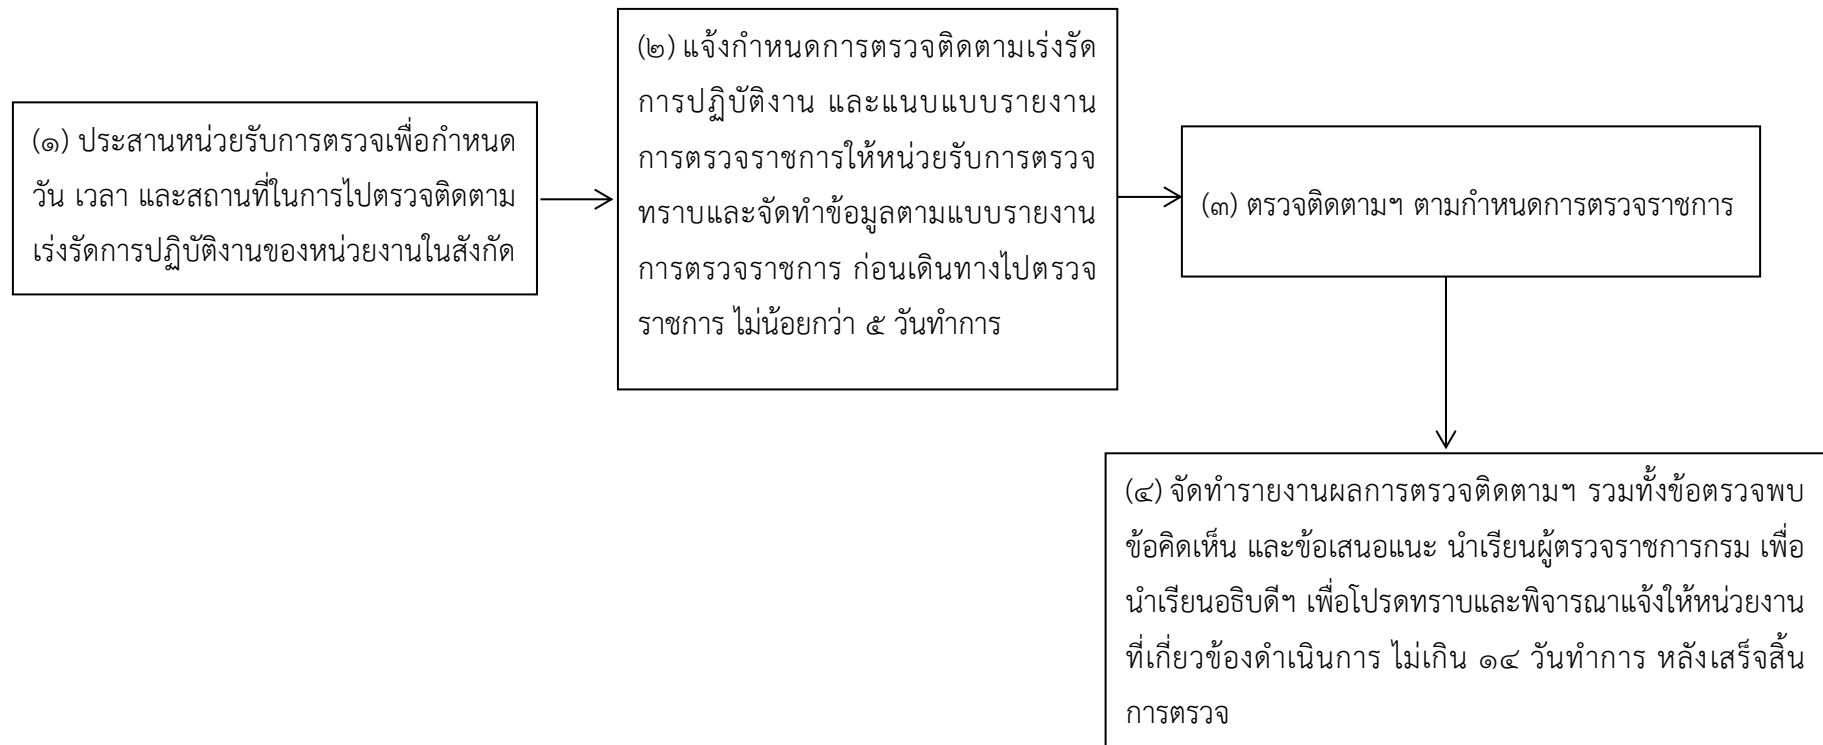 (๑) ประสานหน่วยรับการตรวจเพื่อกำหนด
วัน เวลา และสถานที่ในการไปตรวจติดตาม
เร่งรัดการปฏิบัติงานของหน่วยงานในสังกัด
(๒) แจ้งกำหนดการตรวจติดตามเร่งรัด
การปฏิบัติงาน และแนบแบบรายงาน
การตรวจราชการให้หน่วยรับการตรวจ
ทราบและจัดทำข้อมูลตามแบบรายงาน
การตรวจราชการ ก่อนเดินทางไปตรวจ
ราชการ ไม่น้อยกว่า ๕ วันทำการ
(๓) ตรวจติดตามฯ ตามกำหนดการตรวจราชการ
(๔) จัดทำรายงานผลการตรวจติดตามฯ รวมทั้งข้อตรวจพบ
ข้อคิดเห็น และข้อเสนอแนะ นำเรียนผู้ตรวจราชการกรม เพื่อ
นำเรียนอธิบดีฯ เพื่อโปรดทราบและพิจารณาแจ้งให้หน่วยงาน
ที่เกี่ยวข้องดำเนินการ ไม่เกิน ๑๔ วันทำการ หลังเสร็จสิ้น
การตรวจ